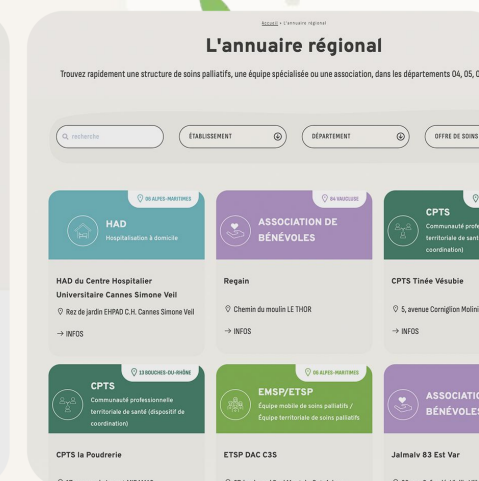 Accueil » L'annuaire régional
L'annuaire régional
Trouvez rapidement une structure de soins palliatifs, une équipe spécialisée ou une association, dans les départements 04, 05, 0
recherche
ÉTABLISSEMENT
DÉPARTEMENT
OFFRE DE SOINS
06 ALPES-MARITIMES
HAD
Hospitalisation à domicile
HAD du Centre Hospitalier
Universitaire Cannes Simone Veil
Rez de jardin EHPAD C.H. Cannes Simone Veil
→ INFOS
84 VAUCLUSE
ASSOCIATION DE
BÉNÉVOLES
Regain
Chemin du moulin LE THOR
→ INFOS
CPTS
Communauté profe
territoriale de sant
coordination)
CPTS Tinée Vésubie
5, avenue Corniglion Molini
→ INFOS
13 BOUCHES-DU-RHÔNE
CPTS
Communauté professionnelle
territoriale de santé (dispositif de
coordination)
CPTS la Poudrerie
06 ALPES-MARITIMES
EMSP/ETSP
Équipe mobile de soins palliatifs /
Équipe territoriale de soins palliatifs
ETSP DAC C3S
ASSOCIATIO
BÉNÉVOLES
Jalmalv 83 Est Var